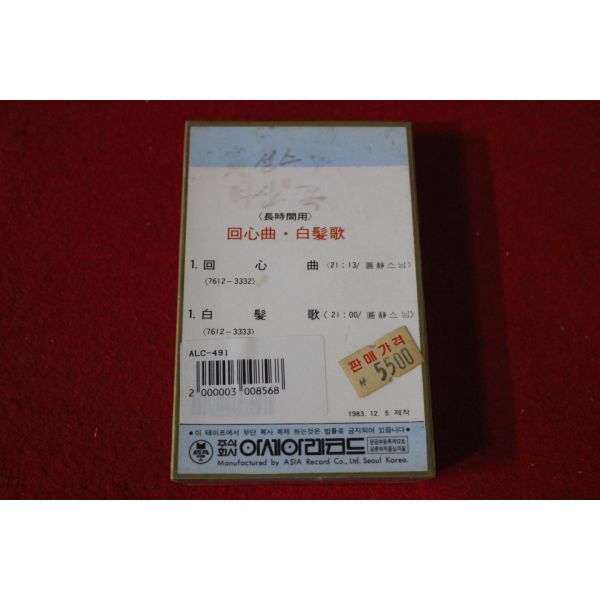 〈長時間用〉
回心曲・白髮歌
1. 回心曲 〈21:13/ 圓靜스님〉
〈7612-3332〉
1. 白髮歌 〈21:00/ 圓靜스님〉
〈7612-3333〉
ALC-491
2 000003 008568
판매가격
₩ 5500
1983. 12. 5 제작
• 이 테이프에서 무단 복사 복제 하는것은 법률로 금지되어 있읍니다 •
ASIA
주식회사 아세아레코드
Manufactured by ASIA Record Co., Ltd. Seoul Korea.